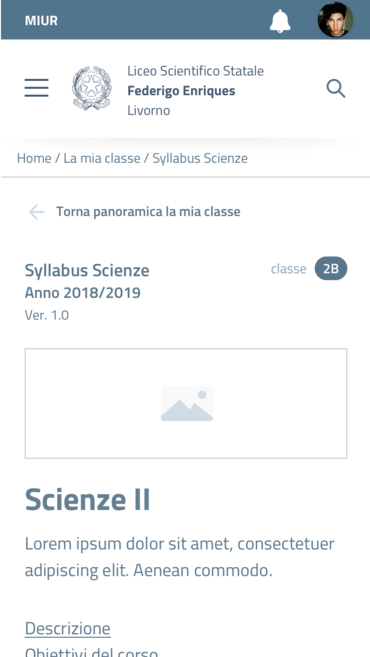 MIUR
Liceo Scientifico Statale
Federigo Enriques
Livorno
Home / La mia classe / Syllabus Scienze
Torna panoramica la mia classe
Syllabus Scienze
classe 2B
Anno 2018/2019
Ver. 1.0
Scienze II
Lorem ipsum dolor sit amet, consectetuer
adipiscing elit. Aenean commodo.
Descrizione
Obiettivi del corso